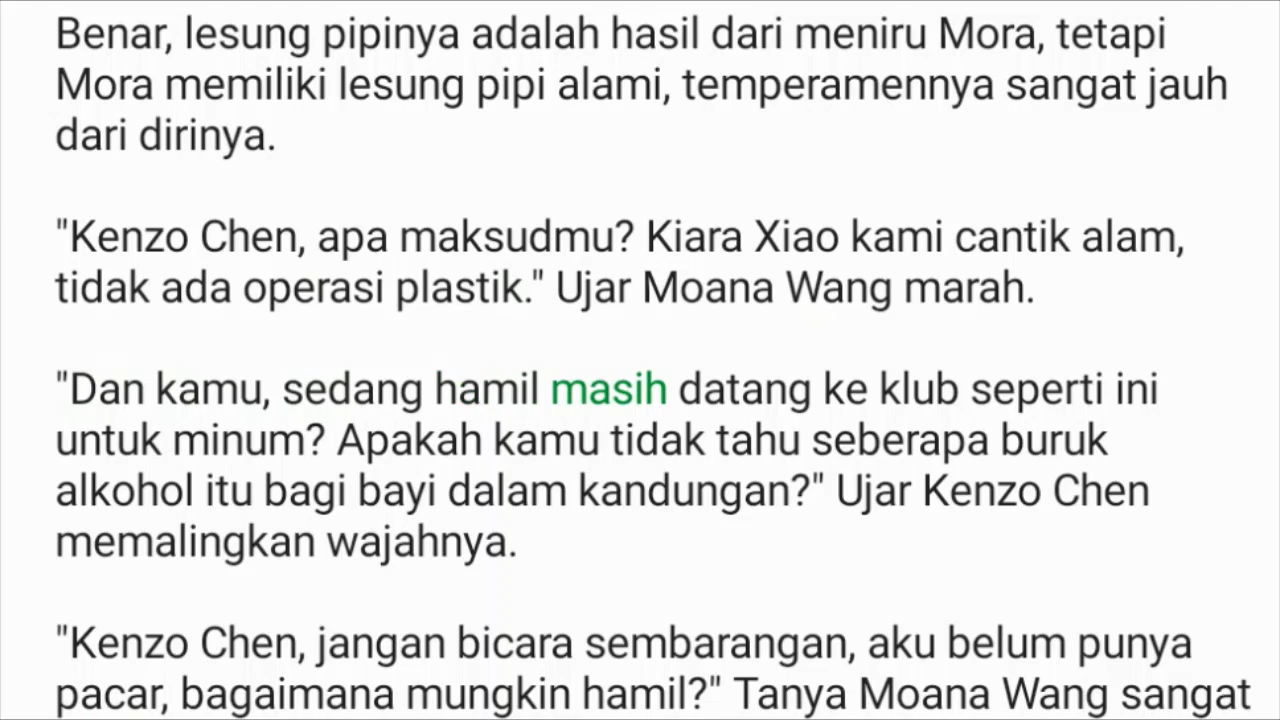 Benar, lesung pipinya adalah hasil dari meniru Mora, tetapi
Mora memiliki lesung pipi alami, temperamennya sangat jauh
dari dirinya.
"Kenzo Chen, apa maksudmu? Kiara Xiao kami cantik alam,
tidak ada operasi plastik." Ujar Moana Wang marah.
"Dan kamu, sedang hamil masih datang ke klub seperti ini
untuk minum? Apakah kamu tidak tahu seberapa buruk
alkohol itu bagi bayi dalam kandungan?" Ujar Kenzo Chen
memalingkan wajahnya.
"Kenzo Chen, jangan bicara sembarangan, aku belum punya
pacar, bagaimana mungkin hamil?" Tanya Moana Wang sangat